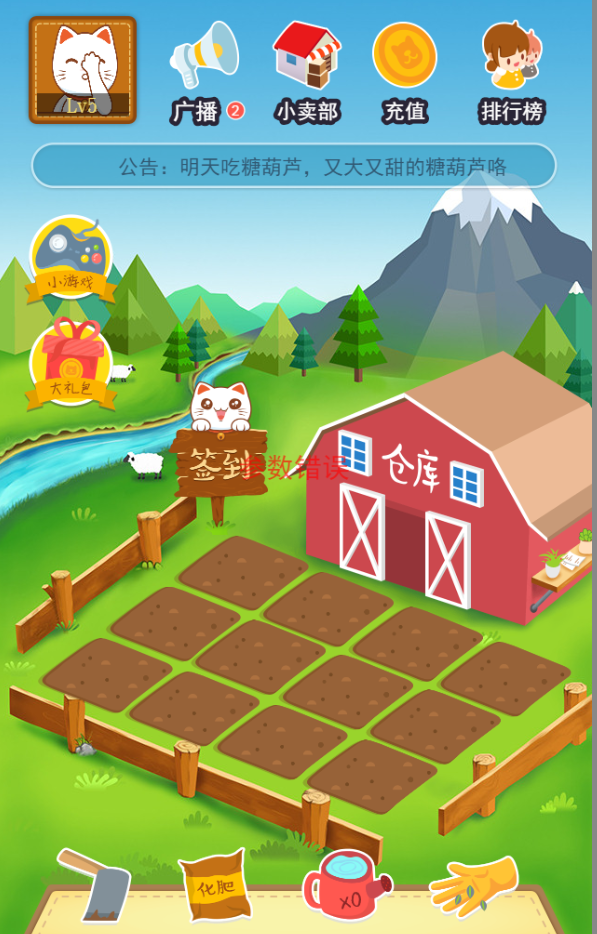 Lv5
广播 2
小卖部
充值
排行榜
公告：明天吃糖葫芦，又大又甜的糖葫芦咯
小游戏
大礼包
签到
参数错误
仓库
化肥
x0